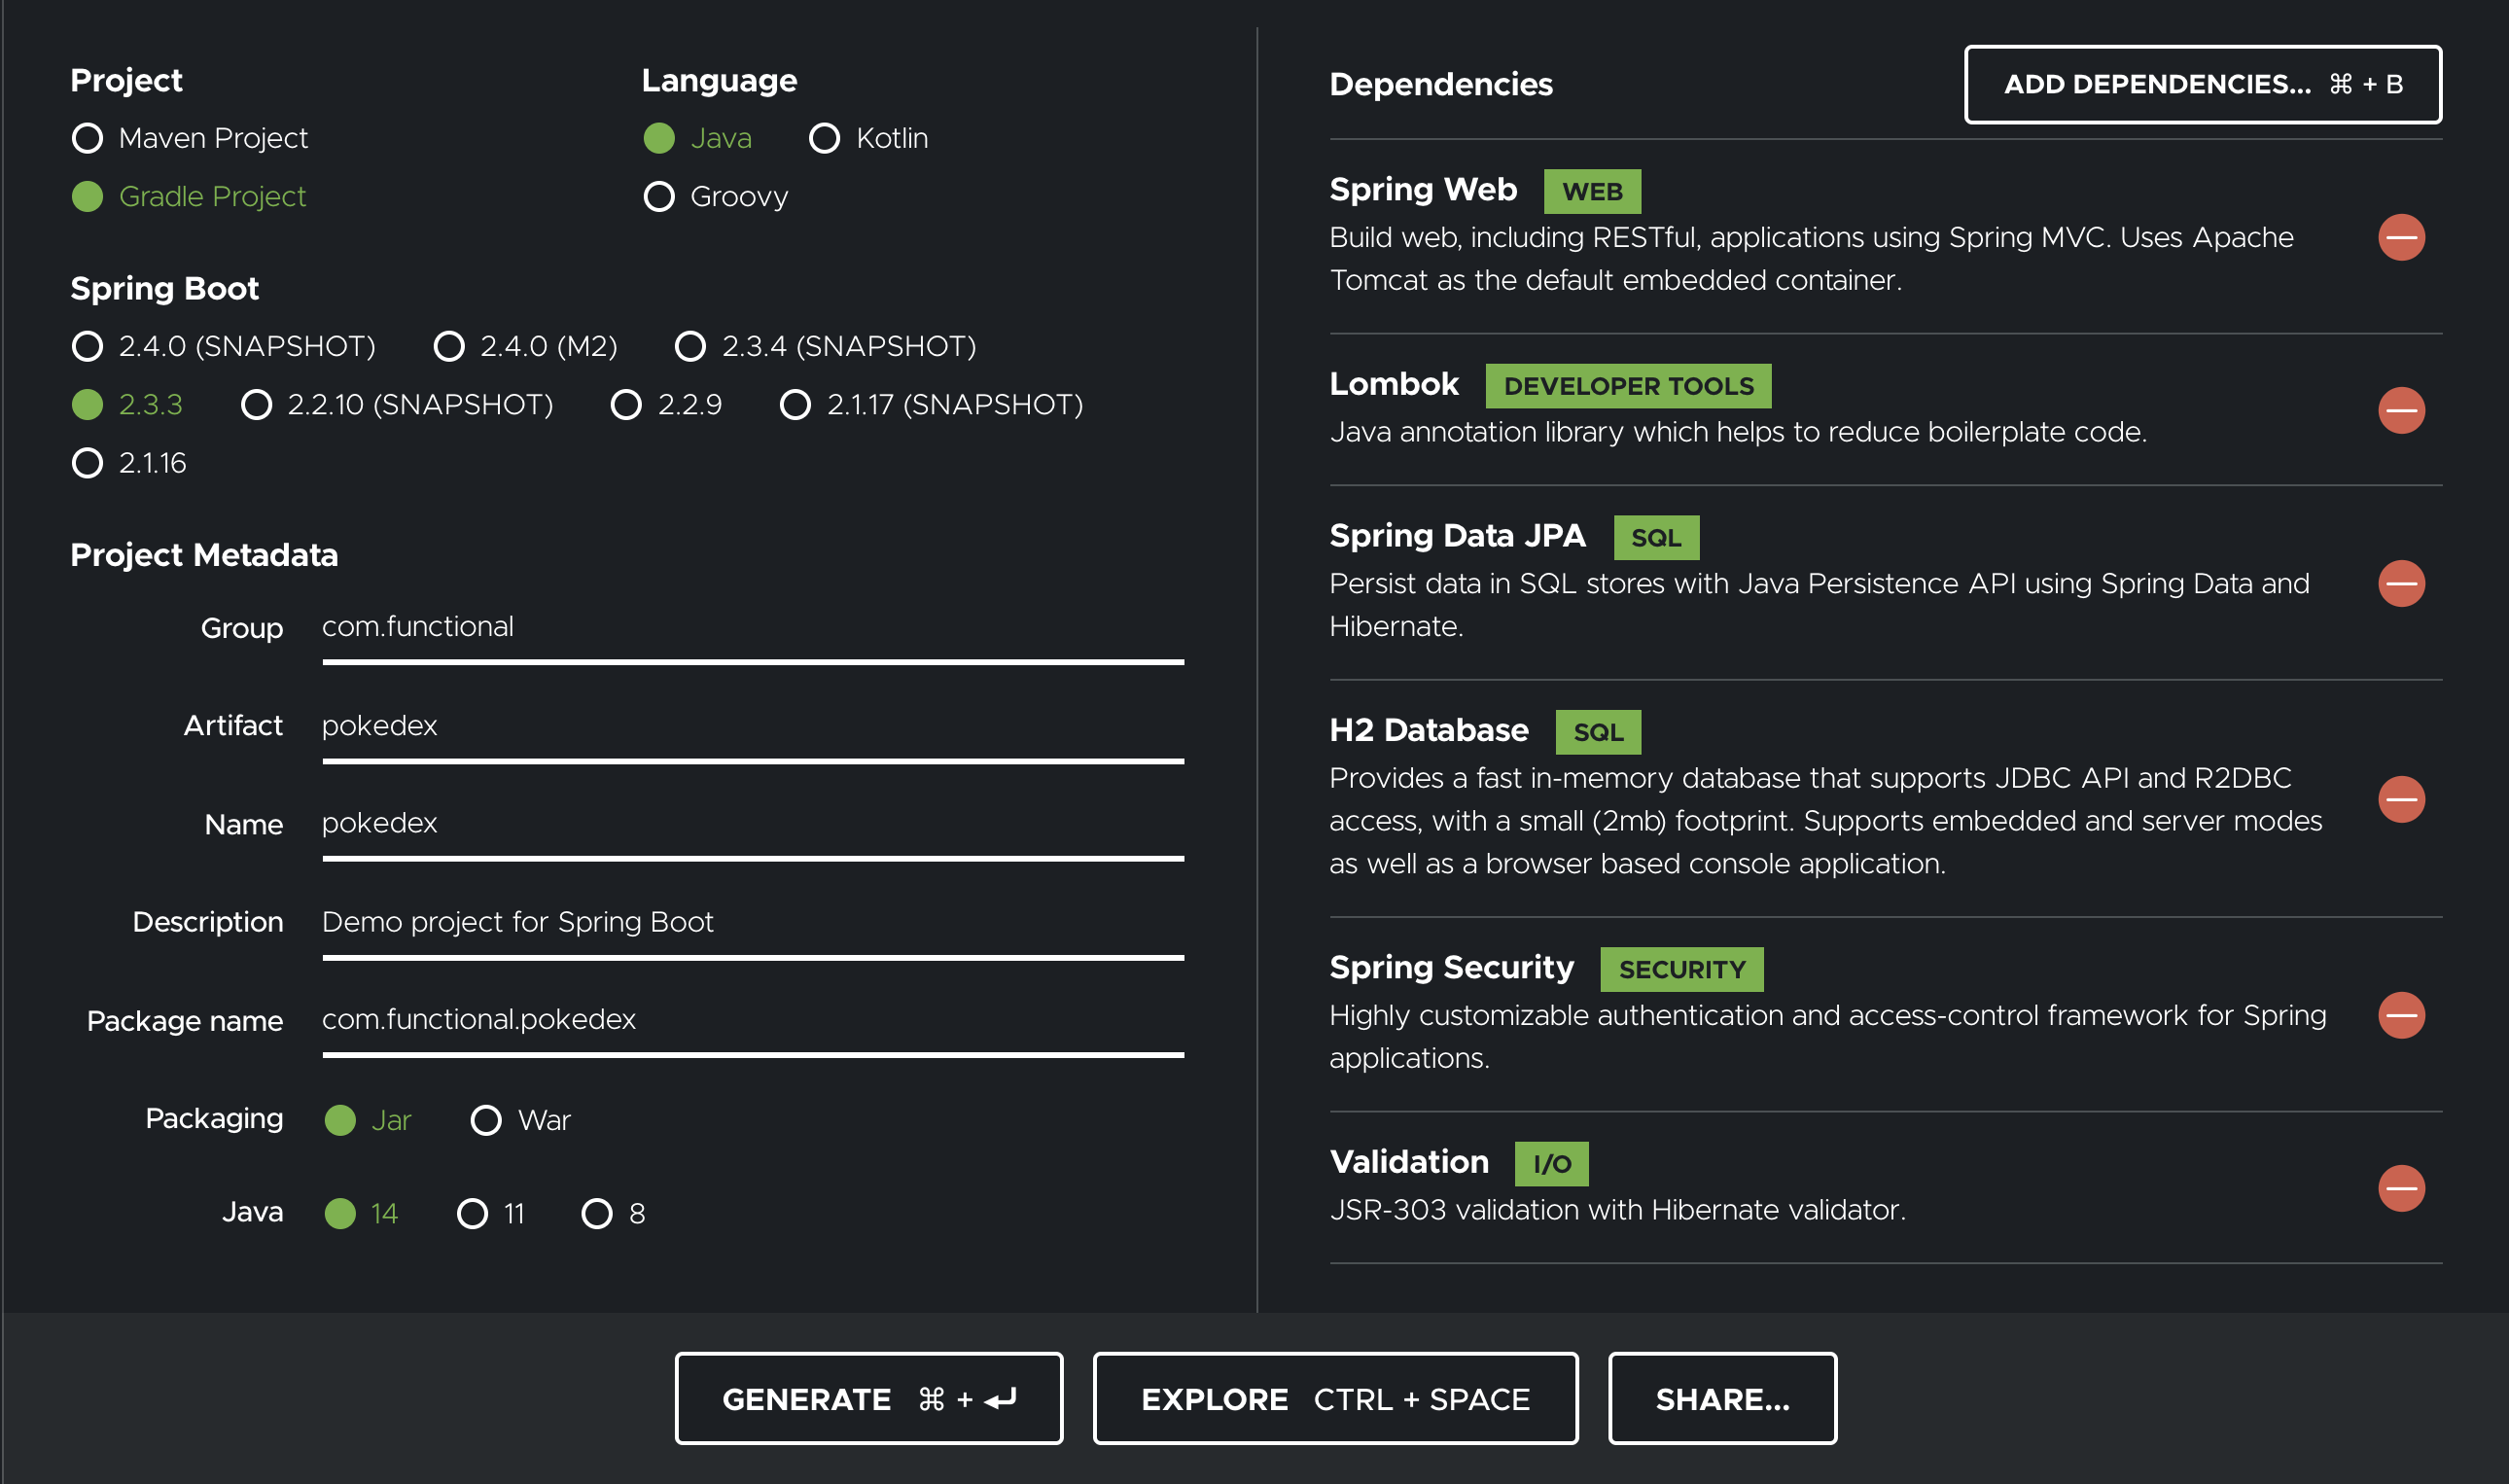 Project
Maven Project
Gradle Project
Language
Java Kotlin
Groovy
Spring Boot
2.4.0 (SNAPSHOT) 2.4.0 (M2) 2.3.4 (SNAPSHOT)
2.3.3 2.2.10 (SNAPSHOT) 2.2.9 2.1.17 (SNAPSHOT)
2.1.16
Project Metadata
Group com.functional
Artifact pokedex
Name pokedex
Description Demo project for Spring Boot
Package name com.functional.pokedex
Packaging Jar War
Java 14 11 8
Dependencies ADD DEPENDENCIES... ⌘ + B
Spring Web WEB
Build web, including RESTful, applications using Spring MVC. Uses Apache
Tomcat as the default embedded container.
Lombok DEVELOPER TOOLS
Java annotation library which helps to reduce boilerplate code.
Spring Data JPA SQL
Persist data in SQL stores with Java Persistence API using Spring Data and
Hibernate.
H2 Database SQL
Provides a fast in-memory database that supports JDBC API and R2DBC
access, with a small (2mb) footprint. Supports embedded and server modes
as well as a browser based console application.
Spring Security SECURITY
Highly customizable authentication and access-control framework for Spring
applications.
Validation I/O
JSR-303 validation with Hibernate validator.
GENERATE ⌘ + ↵ EXPLORE CTRL + SPACE SHARE...